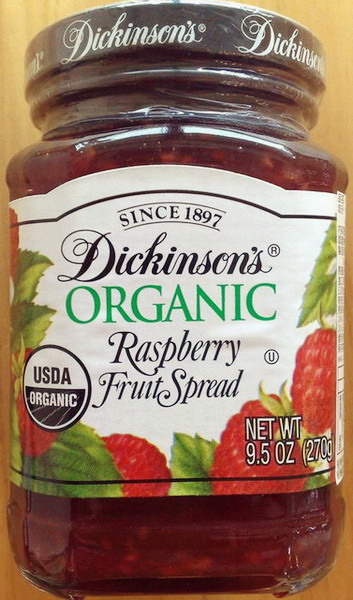 Dickinson's® Dickinson's
SINCE 1897
Dickinson's®
ORGANIC
Raspberry U
Fruit Spread
USDA
ORGANIC
NET WT
9.5 OZ (270g)